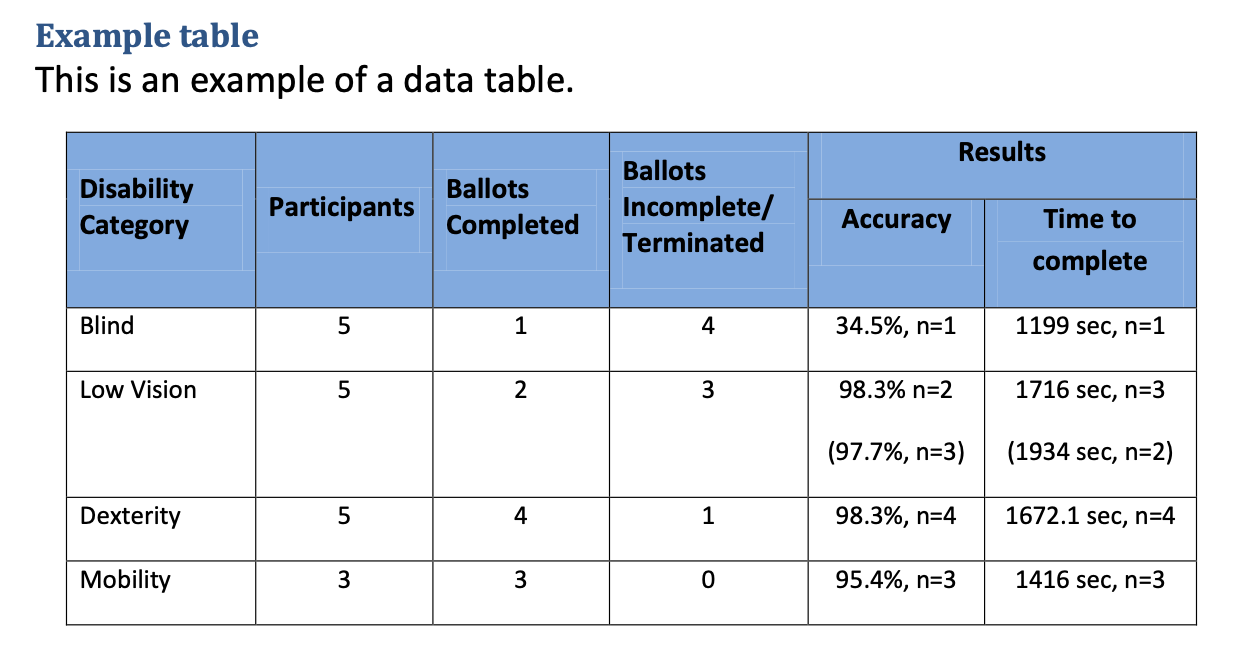 Example table
This is an example of a data table.
Disability
Category
Participants
Ballots
Completed
Ballots
Incomplete/
Terminated
Results
Accuracy
Time to
complete
Blind 5 1 4 34.5%, n=1 1199 sec, n=1
Low Vision 5 2 3 98.3% n=2 1716 sec, n=3
(97.7%, n=3) (1934 sec, n=2)
Dexterity 5 4 1 98.3%, n=4 1672.1 sec, n=4
Mobility 3 3 0 95.4%, n=3 1416 sec, n=3